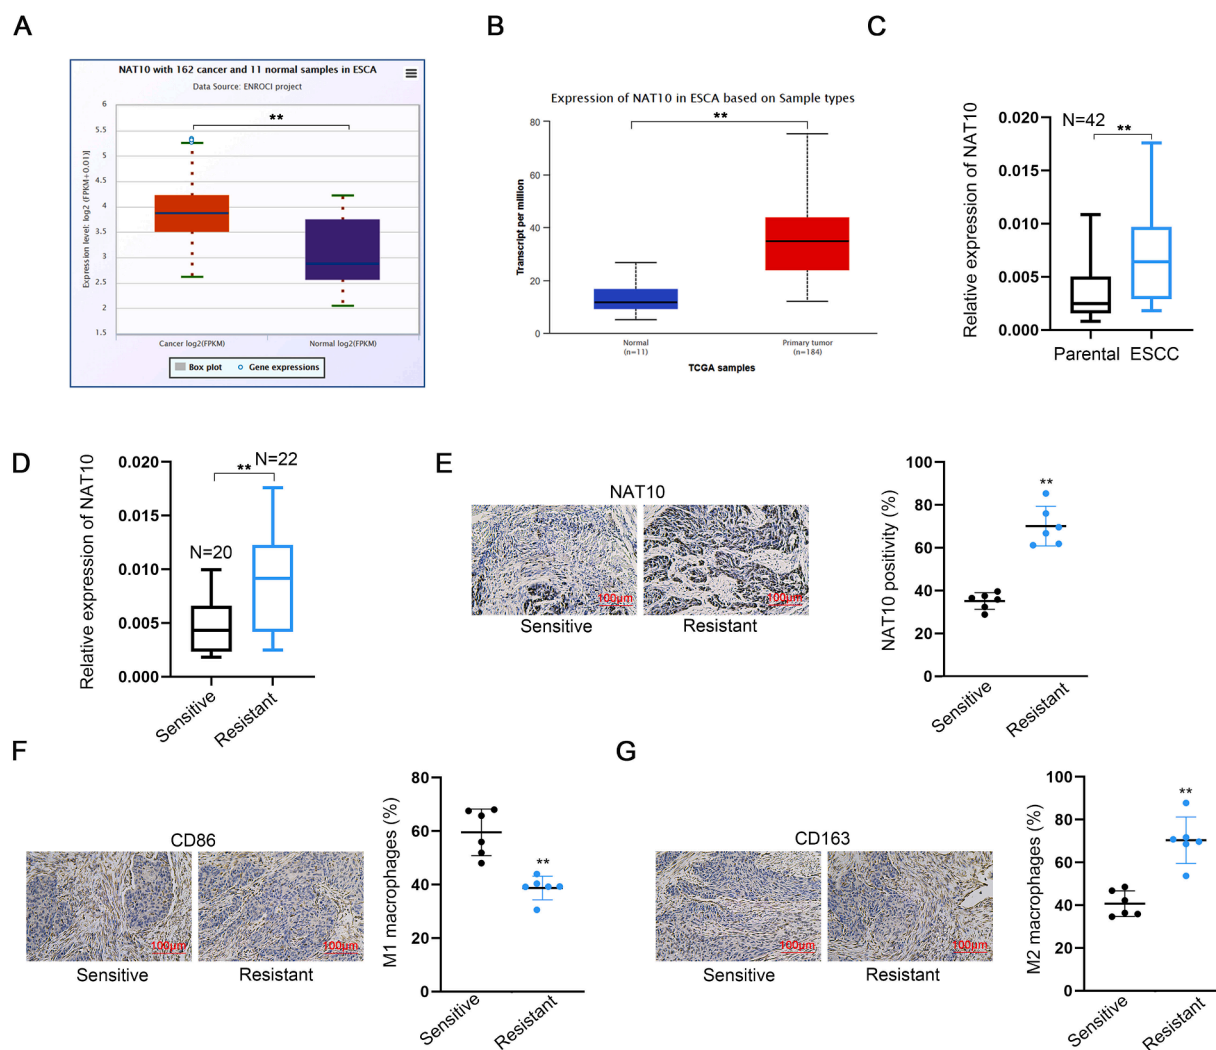 A
NAT10 with 162 cancer and 11 normal samples in ESCA
Data Source: ENROCI project
Expression level: log2 (FPKM+0.01)]
6
5.5
5
4.5
4
3.5
3
2.5
2
1.5
**
Cancer log2(FPKM)
Normal log2(FPKM)
Box plot
Gene expressions
B
Expression of NAT10 in ESCA based on Sample types
Transcript per million
80
60
40
20
0
**
Normal
(n=11)
Primary tumor
(n=184)
TCGA samples
C
Relative expression of NAT10
0.020
0.015
0.010
0.005
0.000
N=42
**
Parental
ESCC
D
Relative expression of NAT10
0.020
0.015
0.010
0.005
0.000
N=20
**
N=22
Sensitive
Resistant
E
NAT10
100μm
100μm
Sensitive
Resistant
NAT10 positivity (%)
100
80
60
40
20
0
**
Sensitive
Resistant
F
CD86
100μm
100μm
Sensitive
Resistant
M1 macrophages (%)
80
60
40
20
0
**
Sensitive
Resistant
G
CD163
100μm
100μm
Sensitive
Resistant
M2 macrophages (%)
100
80
60
40
20
0
**
Sensitive
Resistant